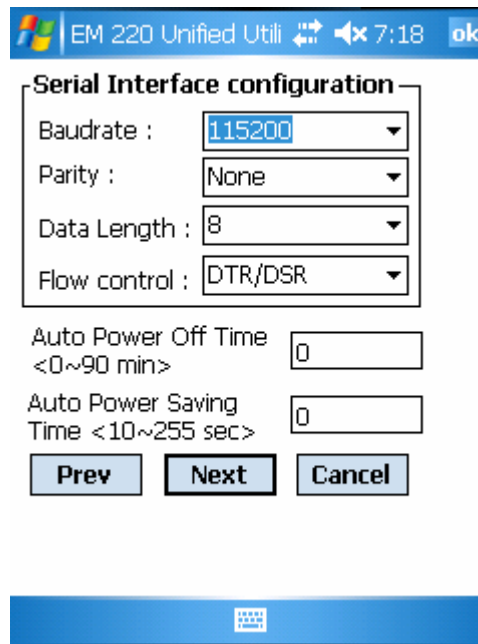 EM 220 Unified Utili 7:18 ok
Serial Interface configuration
Baudrate : 115200
Parity : None
Data Length : 8
Flow control : DTR/DSR
Auto Power Off Time
<0~90 min> 0
Auto Power Saving
Time <10~255 sec> 0
Prev Next Cancel